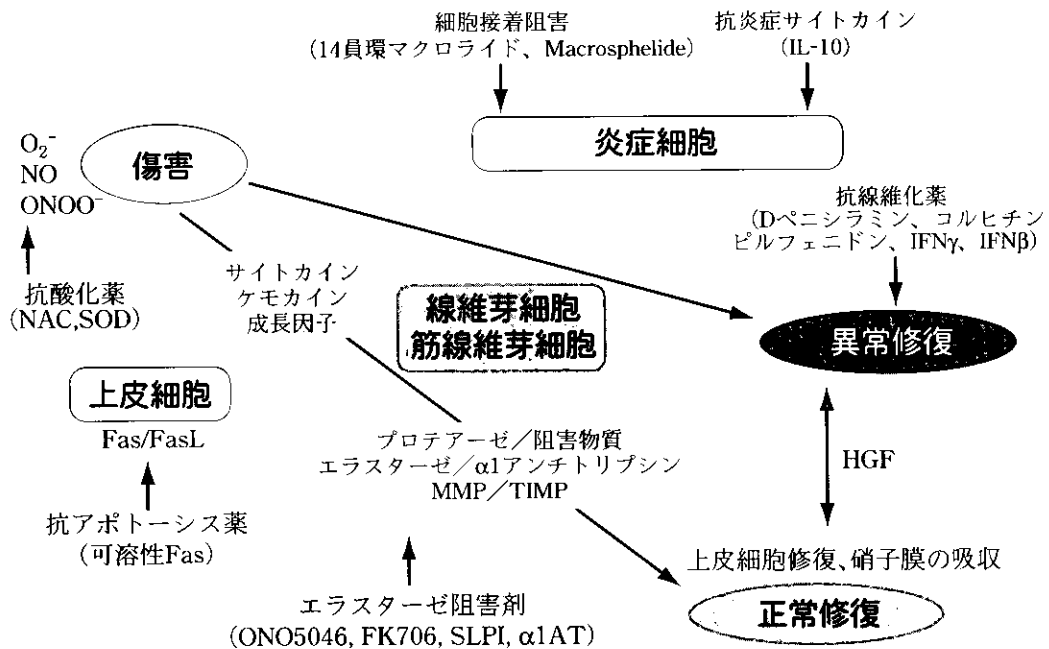 細胞接着阻害
(14員環マクロライド、Macrosphelide)
抗炎症サイトカイン
(IL-10)
炎症細胞
O₂⁻
NO
ONOO⁻
傷害
抗酸化薬
(NAC,SOD)
サイトカイン
ケモカイン
成長因子
線維芽細胞
筋線維芽細胞
抗線維化薬
(Dペニシラミン、コルヒチン
ピルフェニドン、IFNγ、IFNβ)
異常修復
上皮細胞
Fas/FasL
抗アポトーシス薬
(可溶性Fas)
プロテアーゼ／阻害物質
エラスターゼ／α1アンチトリプシン
MMP／TIMP
HGF
エラスターゼ阻害剤
(ONO5046, FK706, SLPI, α1AT)
上皮細胞修復、硝子膜の吸収
正常修復